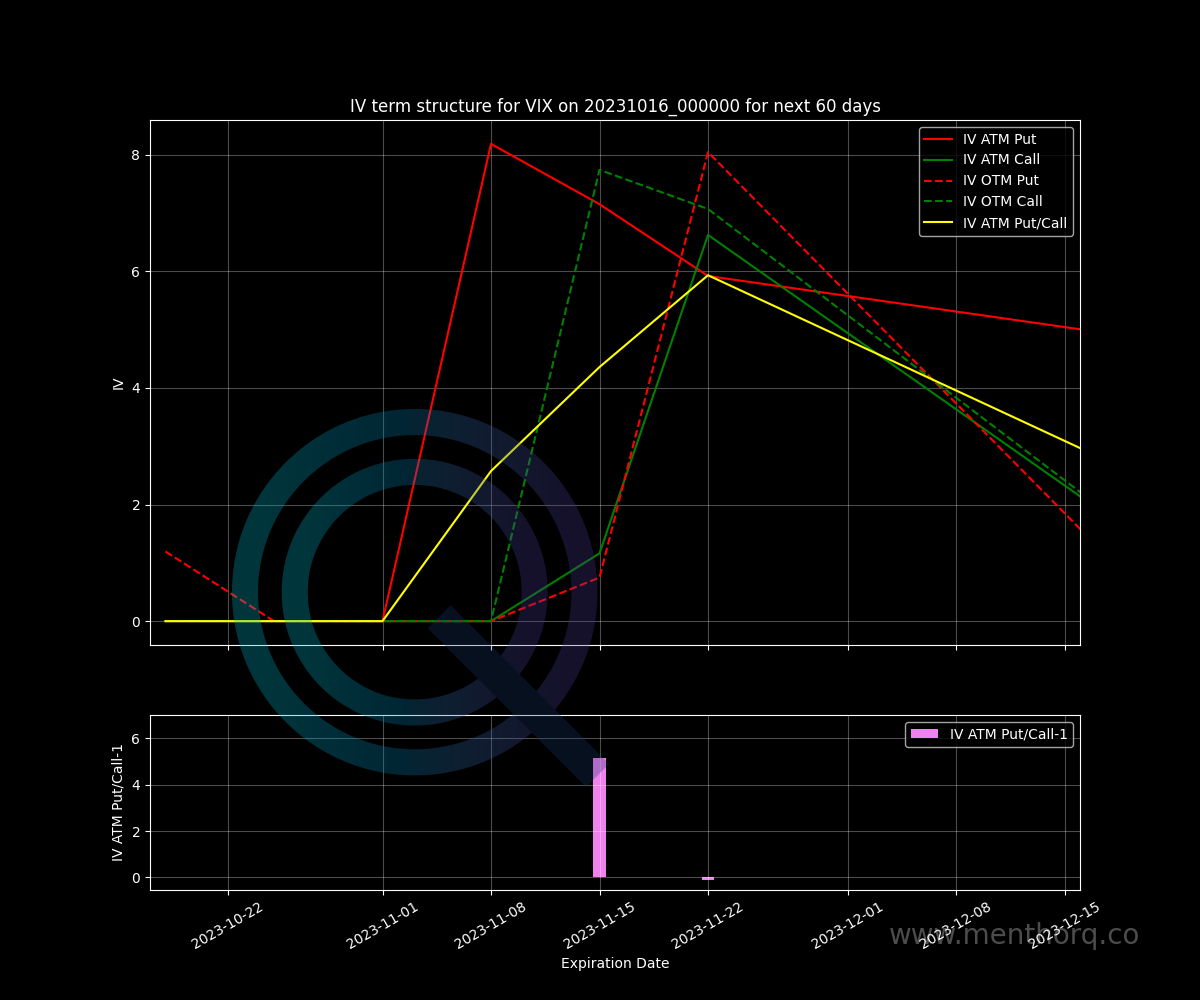 IV term structure for VIX on 20231016_000000 for next 60 days
IV ATM Put
IV ATM Call
IV OTM Put
IV OTM Call
IV ATM Put/Call
8
6
4
2
0
IV
IV ATM Put/Call-1
6
4
2
0
IV ATM Put/Call-1
2023-10-22
2023-11-01
2023-11-08
2023-11-15
2023-11-22
2023-12-01
2023-12-08
2023-12-15
www.menthorq.co
Expiration Date